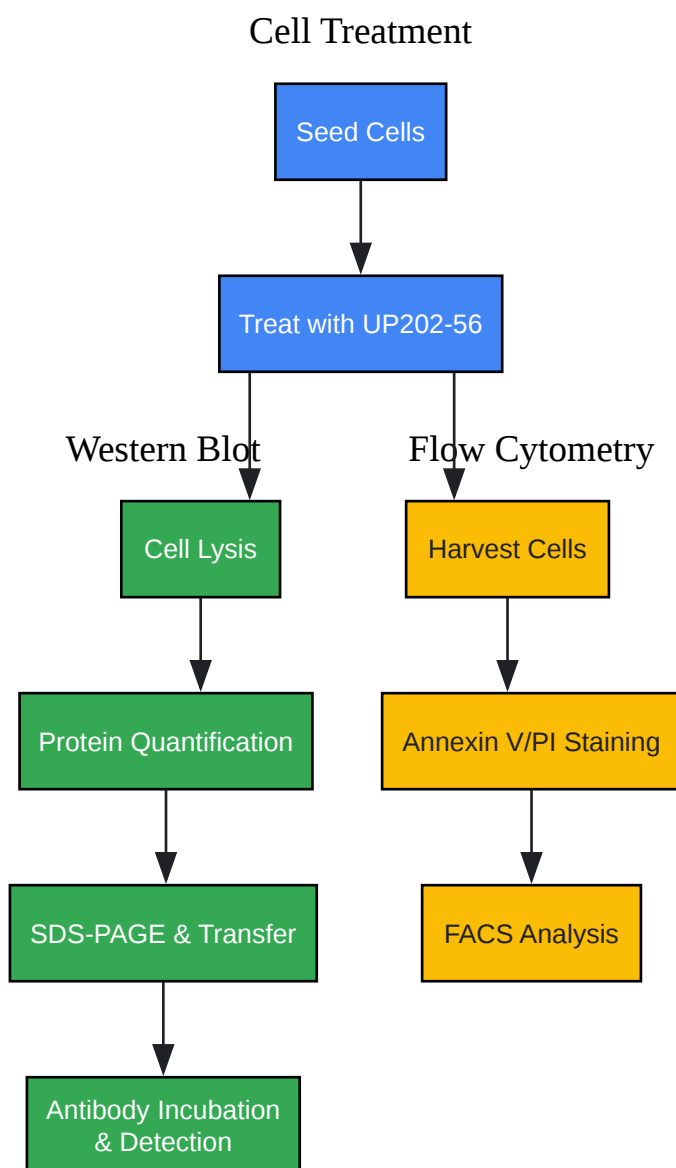 Cell Treatment
Seed Cells
Treat with UP202-56
Western Blot
Flow Cytometry
Cell Lysis
Harvest Cells
Protein Quantification
Annexin V/PI Staining
SDS-PAGE & Transfer
FACS Analysis
Antibody Incubation
& Detection